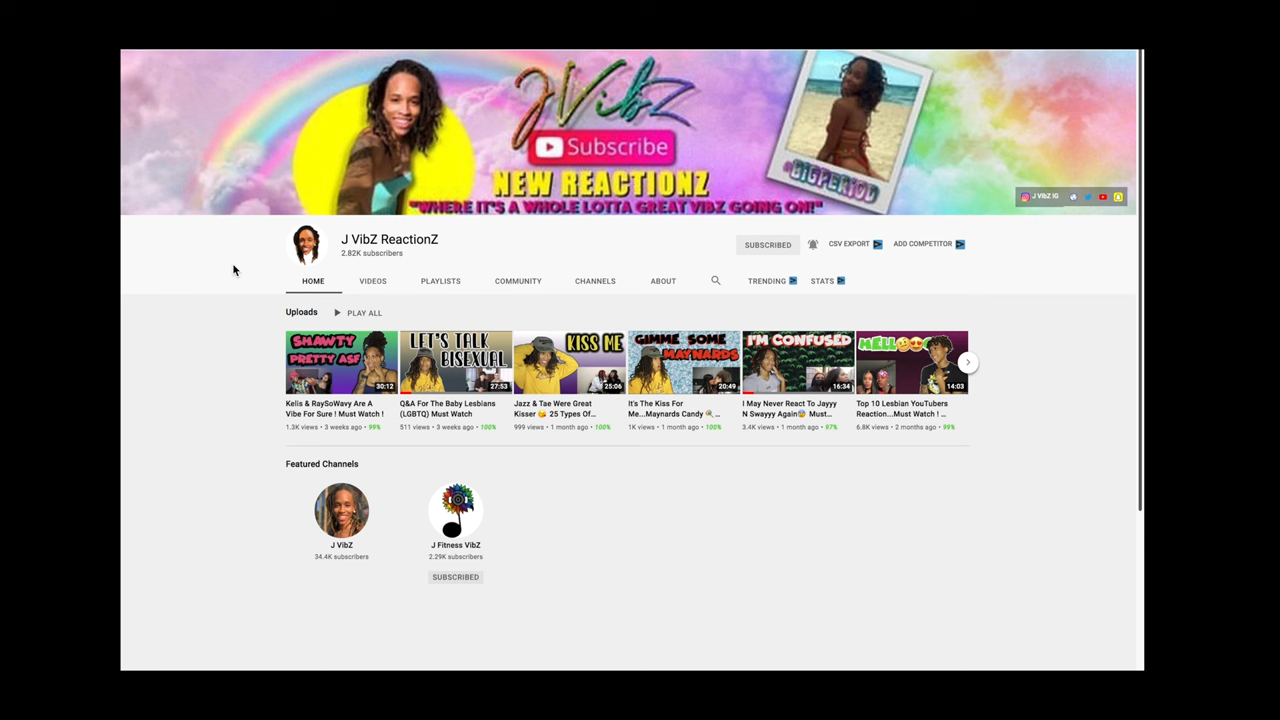 JVibZ
Subscribe
NEW REACTIONZ
"WHERE IT'S A WHOLE LOTTA GREAT VIBZ GOING ON!"
#BIGPERIOD
J VibZ IG
J VibZ ReactionZ
2.82K subscribers
SUBSCRIBED
CSV EXPORT
ADD COMPETITOR
HOME
VIDEOS
PLAYLISTS
COMMUNITY
CHANNELS
ABOUT
TRENDING
STATS
Uploads
PLAY ALL
SHAWTY
PRETTY ASF
30:12
LET'S TALK
BISEXUAL
27:53
KISS ME
25:06
GIMME SOME
MAYNARDS
20:49
I'M CONFUSED
16:34
HELLO
14:03
Kelis & RaySoWavy Are A
Vibe For Sure ! Must Watch !
1.3K views • 3 weeks ago • 99%
Q&A For The Baby Lesbians
(LGBTQ) Must Watch
511 views • 3 weeks ago • 100%
Jazz & Tae Were Great
Kisser 😘 25 Types Of...
999 views • 1 month ago • 100%
It's The Kiss For
Me...Maynards Candy 🍭 ...
1K views • 1 month ago • 100%
I May Never React To Jayyy
N Swayyy Again😰 Must...
3.4K views • 1 month ago • 97%
Top 10 Lesbian YouTubers
Reaction...Must Watch ! ...
6.8K views • 2 months ago • 99%
Featured Channels
J VibZ
34.4K subscribers
J Fitness VibZ
2.29K subscribers
SUBSCRIBED